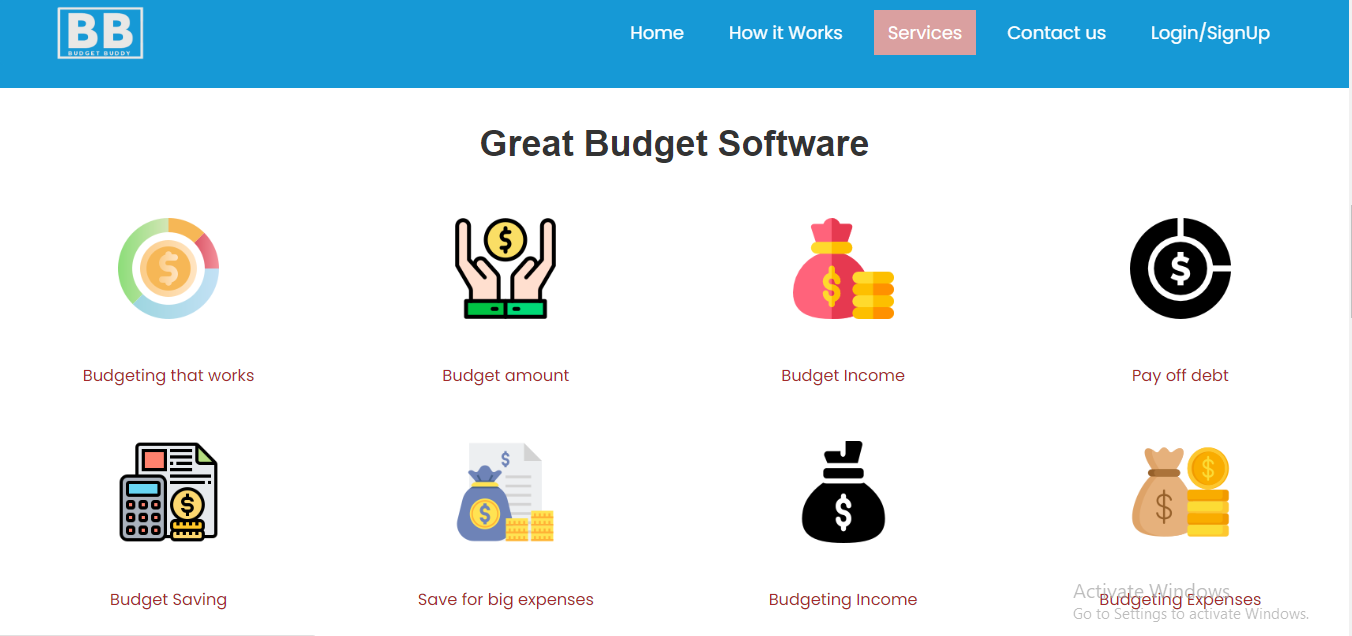 BB
BUDGET BUDDY
Home How it Works Services Contact us Login/SignUp
Great Budget Software
$ $ $ $
Budgeting that works Budget amount Budget Income Pay off debt
$ $ $ $ $ $
Budget Saving Save for big expenses Budgeting Income Budgeting Expenses
Activate Windows
Go to Settings to activate Windows.